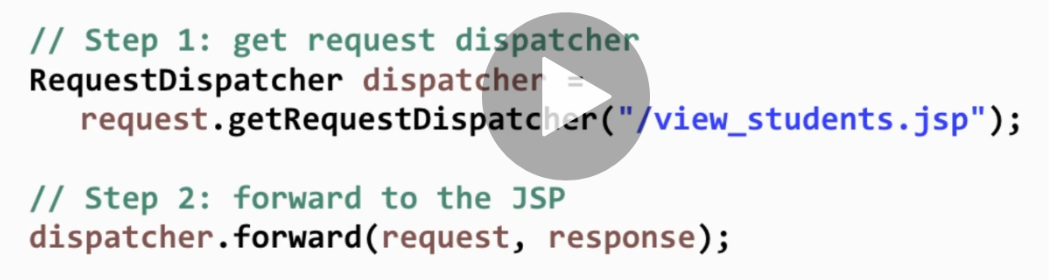 // Step 1: get request dispatcher
RequestDispatcher dispatcher =
request.getRequestDispatcher("/view_students.jsp");
// Step 2: forward to the JSP
dispatcher.forward(request, response);